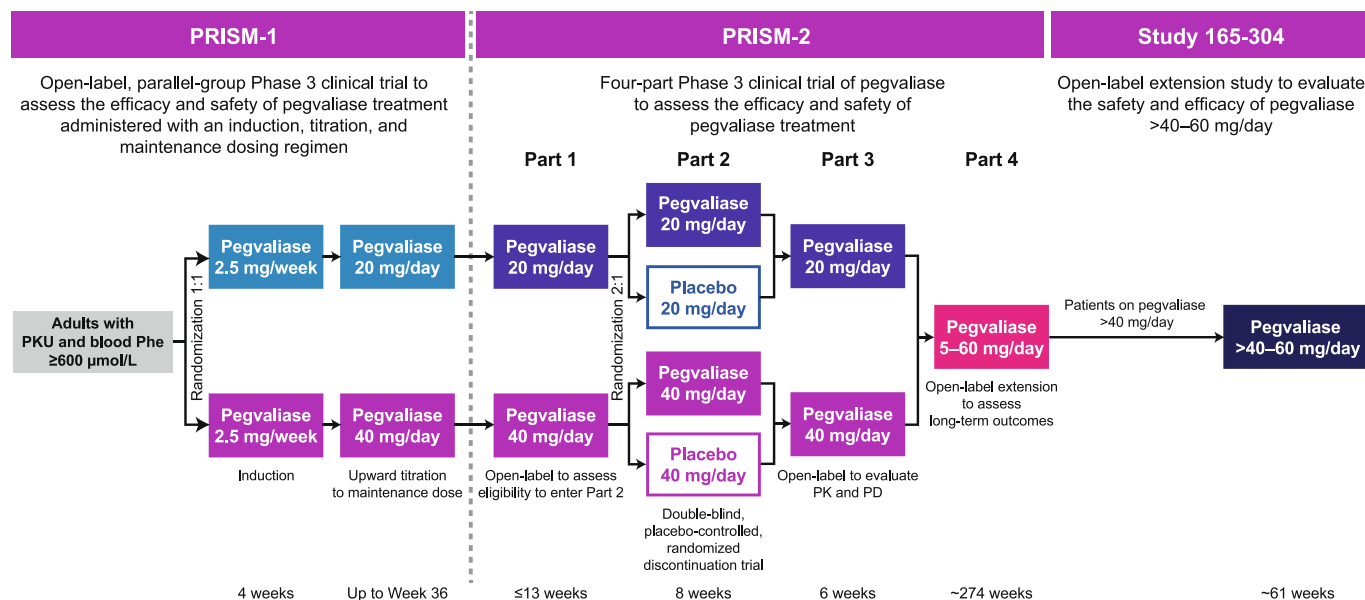 PRISM-1
Open-label, parallel-group Phase 3 clinical trial to
assess the efficacy and safety of pegvaliase treatment
administered with an induction, titration, and
maintenance dosing regimen
PRISM-2
Four-part Phase 3 clinical trial of pegvaliase
to assess the efficacy and safety of
pegvaliase treatment
Study 165-304
Open-label extension study to evaluate
the safety and efficacy of pegvaliase
>40–60 mg/day
Part 1
Part 2
Part 3
Part 4
Adults with
PKU and blood Phe
≥600 µmol/L
Randomization 1:1
Pegvaliase
2.5 mg/week
Pegvaliase
20 mg/day
Pegvaliase
20 mg/day
Randomization 2:1
Pegvaliase
20 mg/day
Placebo
20 mg/day
Pegvaliase
20 mg/day
Pegvaliase
2.5 mg/week
Induction
Pegvaliase
40 mg/day
Upward titration
to maintenance dose
Pegvaliase
40 mg/day
Open-label to assess
eligibility to enter Part 2
Pegvaliase
40 mg/day
Placebo
40 mg/day
Double-blind,
placebo-controlled,
randomized
discontinuation trial
Pegvaliase
40 mg/day
Open-label to evaluate
PK and PD
Pegvaliase
5–60 mg/day
Open-label extension
to assess
long-term outcomes
Patients on pegvaliase
>40 mg/day
Pegvaliase
>40–60 mg/day
4 weeks
Up to Week 36
≤13 weeks
8 weeks
6 weeks
~274 weeks
~61 weeks